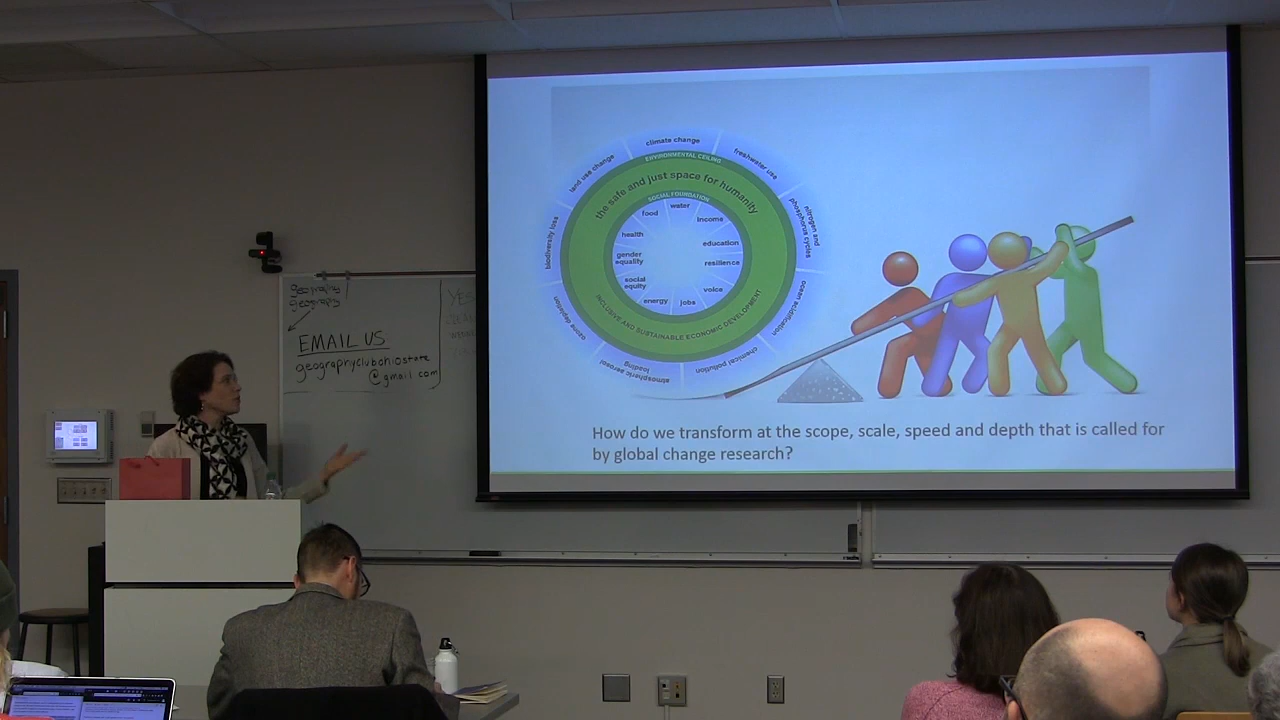 geography
geography
EMAIL US
geographyclubohiostate
@gmail.com
YES
climate change
freshwater use
nitrogen and
phosphorus cycles
ocean acidification
chemical pollution
atmospheric aerosol
loading
ozone depletion
biodiversity loss
land use change
ENVIRONMENTAL CEILING
the safe and just space for humanity
SOCIAL FOUNDATION
water
income
education
resilience
voice
jobs
energy
social
equity
gender
equality
health
food
INCLUSIVE AND SUSTAINABLE ECONOMIC DEVELOPMENT
How do we transform at the scope, scale, speed and depth that is called for
by global change research?